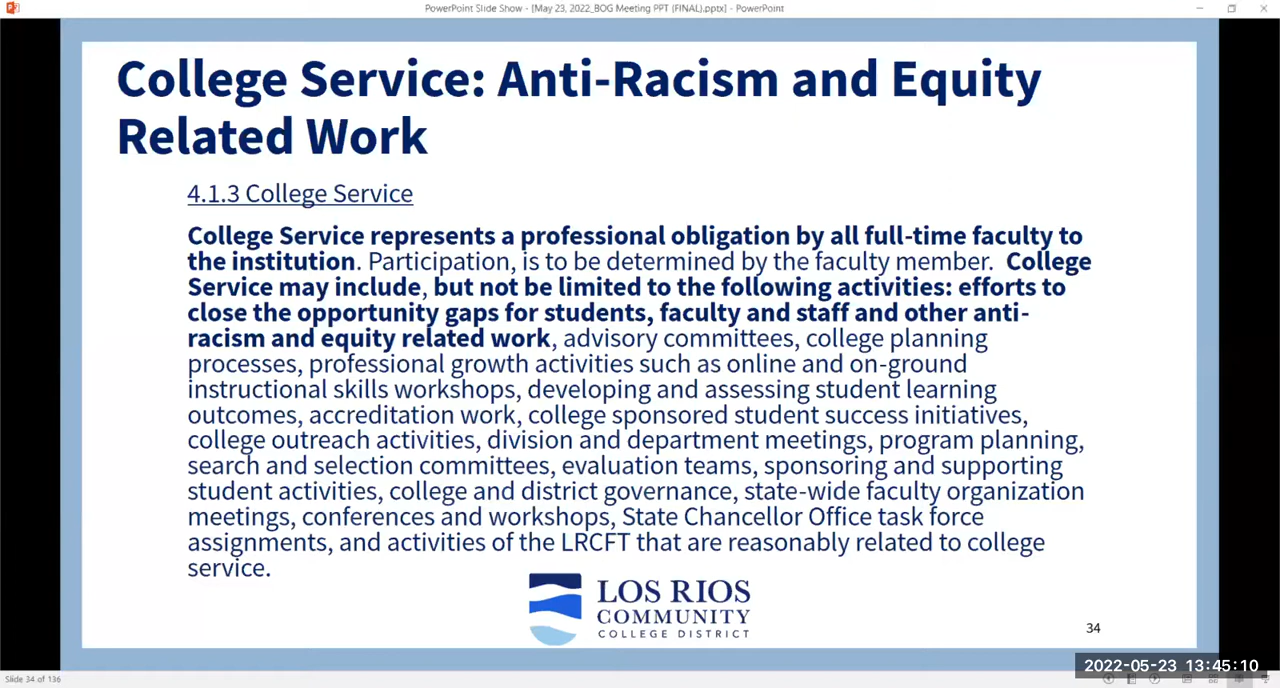 PowerPoint Slide Show - [May 23, 2022_BOG Meeting PPT (FINAL).pptx] - PowerPoint
College Service: Anti-Racism and Equity
Related Work
4.1.3 College Service
College Service represents a professional obligation by all full-time faculty to
the institution. Participation, is to be determined by the faculty member.  College
Service may include, but not be limited to the following activities: efforts to
close the opportunity gaps for students, faculty and staff and other anti-
racism and equity related work, advisory committees, college planning
processes, professional growth activities such as online and on-ground
instructional skills workshops, developing and assessing student learning
outcomes, accreditation work, college sponsored student success initiatives,
college outreach activities, division and department meetings, program planning,
search and selection committees, evaluation teams, sponsoring and supporting
student activities, college and district governance, state-wide faculty organization
meetings, conferences and workshops, State Chancellor Office task force
assignments, and activities of the LRCFT that are reasonably related to college
service.
LOS RIOS
COMMUNITY
COLLEGE DISTRICT
34
2022-05-23 13:45:10
Slide 34 of 136